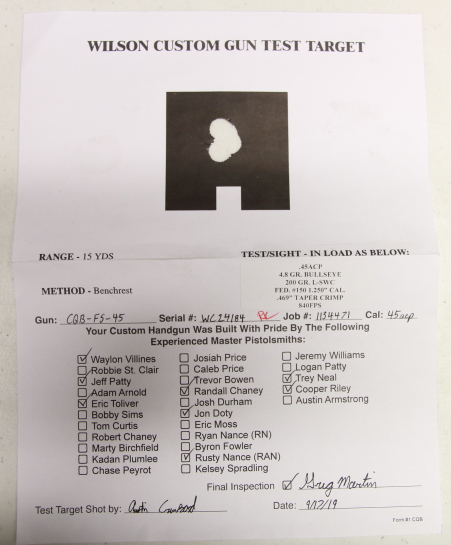 WILSON CUSTOM GUN TEST TARGET
RANGE - 15 YDS
TEST/SIGHT - IN LOAD AS BELOW:
.45ACP
4.8 GR. BULLSEYE
200 GR. L-SWC
FED. #150 1.250" CAL.
.469" TAPER CRIMP
840FPS
METHOD - Benchrest
Gun: CQB-FS-45 Serial #: WC24184 Job #: 1154471 Cal: 45acp
Your Custom Handgun Was Built With Pride By The Following
Experienced Master Pistolsmiths:
Waylon Villines Josiah Price Jeremy Williams
Robbie St. Clair Caleb Price Logan Patty
Jeff Patty Trevor Bowen Trey Neal
Adam Arnold Randall Chaney Cooper Riley
Eric Toliver Josh Durham Austin Armstrong
Bobby Sims Jon Doty
Tom Curtis Eric Moss
Robert Chaney Ryan Nance (RN)
Marty Birchfield Byron Fowler
Kadan Plumlee Rusty Nance (RAN)
Chase Peyrot Kelsey Spradling
Final Inspection Greg Martin
Test Target Shot by: Austin Date: 9/12/19
Form #1 CQB